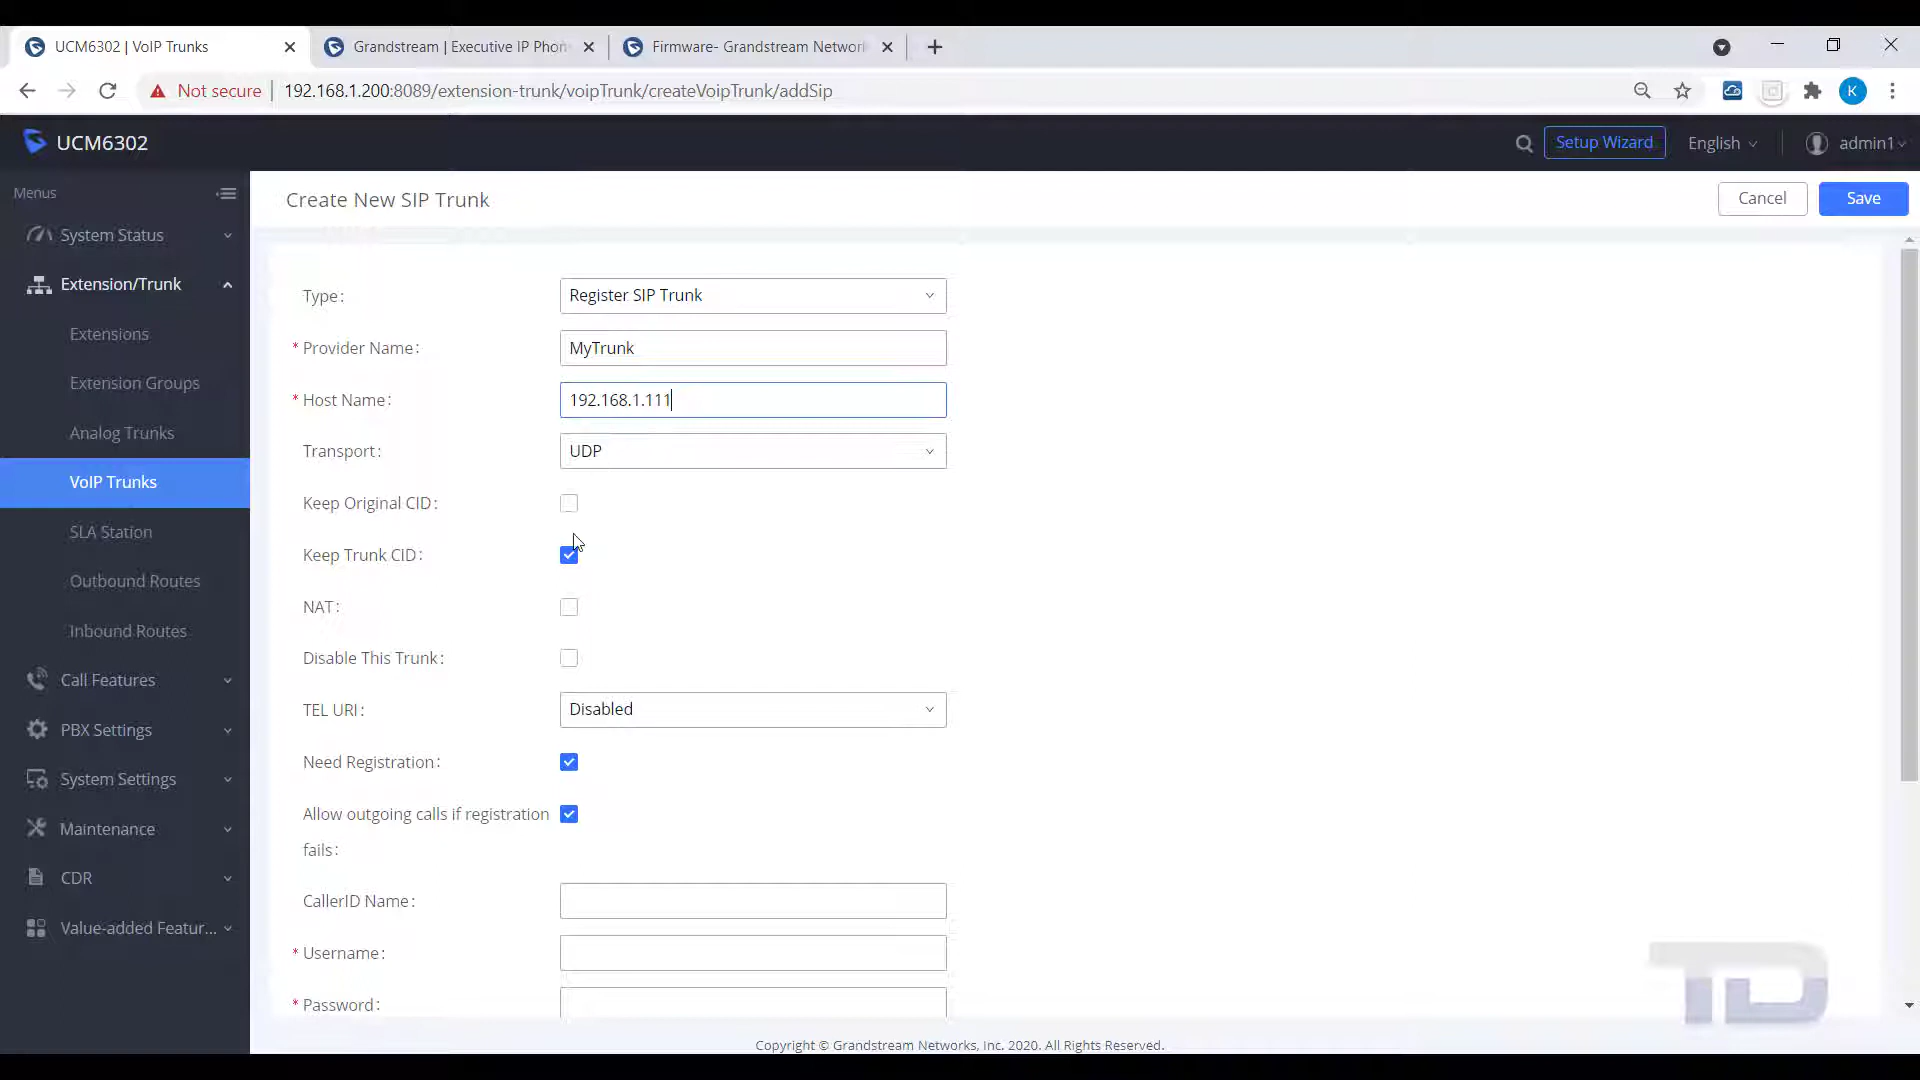 UCM6302 | VoIP Trunks
Grandstream | Executive IP Phon
Firmware- Grandstream Networ
Not secure
192.168.1.200:8089/extension-trunk/voipTrunk/createVoipTrunk/addSip
K
UCM6302
Setup Wizard
English
admin1
Menus
System Status
Extension/Trunk
Extensions
Extension Groups
Analog Trunks
VoIP Trunks
SLA Station
Outbound Routes
Inbound Routes
Call Features
PBX Settings
System Settings
Maintenance
CDR
Value-added Featur...
Create New SIP Trunk
Cancel
Save
Type:
Register SIP Trunk
* Provider Name:
MyTrunk
* Host Name:
192.168.1.111
Transport:
UDP
Keep Original CID:
Keep Trunk CID:
NAT:
Disable This Trunk:
TEL URI:
Disabled
Need Registration:
Allow outgoing calls if registration
fails:
CallerID Name:
* Username:
* Password:
TD
Copyright © Grandstream Networks, Inc. 2020. All Rights Reserved.